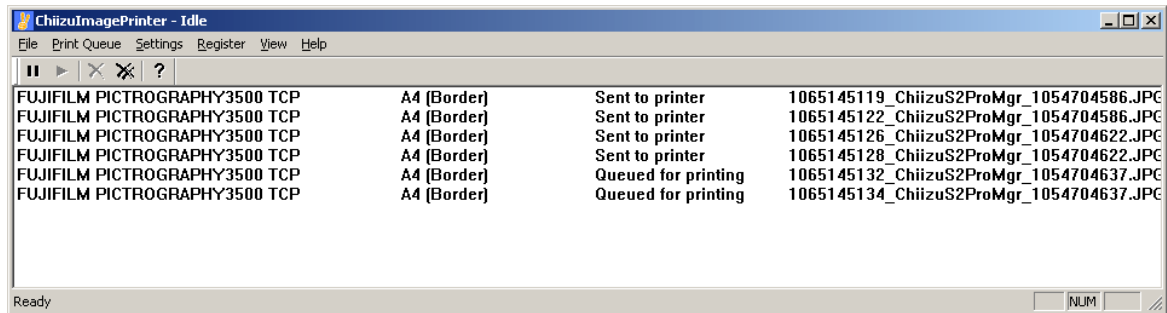 ChiizuImagePrinter - Idle
File Print Queue Settings Register View Help
?
FUJIFILM PICTROGRAPHY3500 TCP A4 (Border) Sent to printer 1065145119_ChiizuS2ProMgr_1054704586.JPG
FUJIFILM PICTROGRAPHY3500 TCP A4 (Border) Sent to printer 1065145122_ChiizuS2ProMgr_1054704586.JPG
FUJIFILM PICTROGRAPHY3500 TCP A4 (Border) Sent to printer 1065145126_ChiizuS2ProMgr_1054704622.JPG
FUJIFILM PICTROGRAPHY3500 TCP A4 (Border) Sent to printer 1065145128_ChiizuS2ProMgr_1054704622.JPG
FUJIFILM PICTROGRAPHY3500 TCP A4 (Border) Queued for printing 1065145132_ChiizuS2ProMgr_1054704637.JPG
FUJIFILM PICTROGRAPHY3500 TCP A4 (Border) Queued for printing 1065145134_ChiizuS2ProMgr_1054704637.JPG
Ready NUM